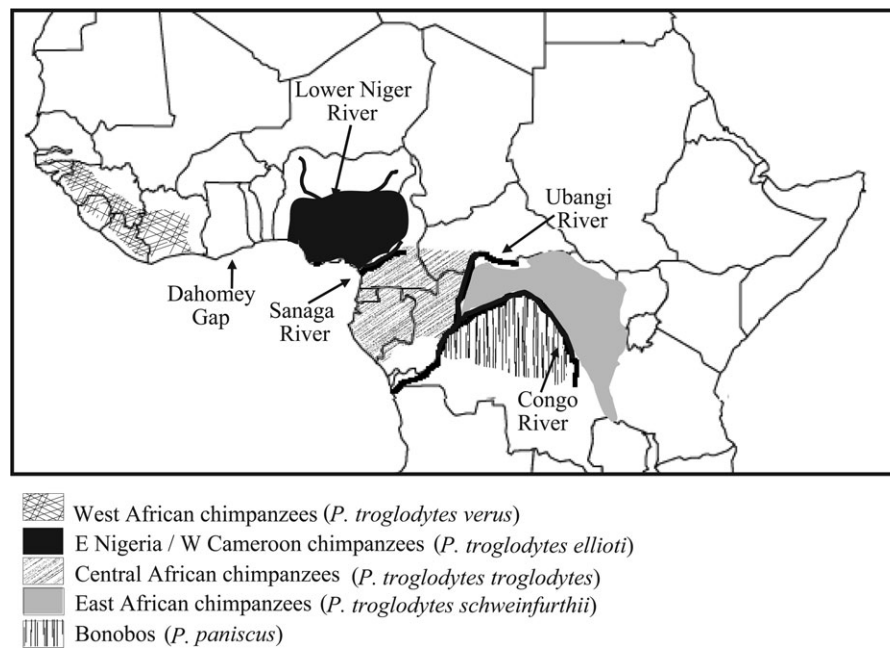 Lower Niger
River
Ubangi
River
Dahomey
Gap
Sanaga
River
Congo
River
West African chimpanzees (P. troglodytes verus)
E Nigeria / W Cameroon chimpanzees (P. troglodytes ellioti)
Central African chimpanzees (P. troglodytes troglodytes)
East African chimpanzees (P. troglodytes schweinfurthii)
Bonobos (P. paniscus)